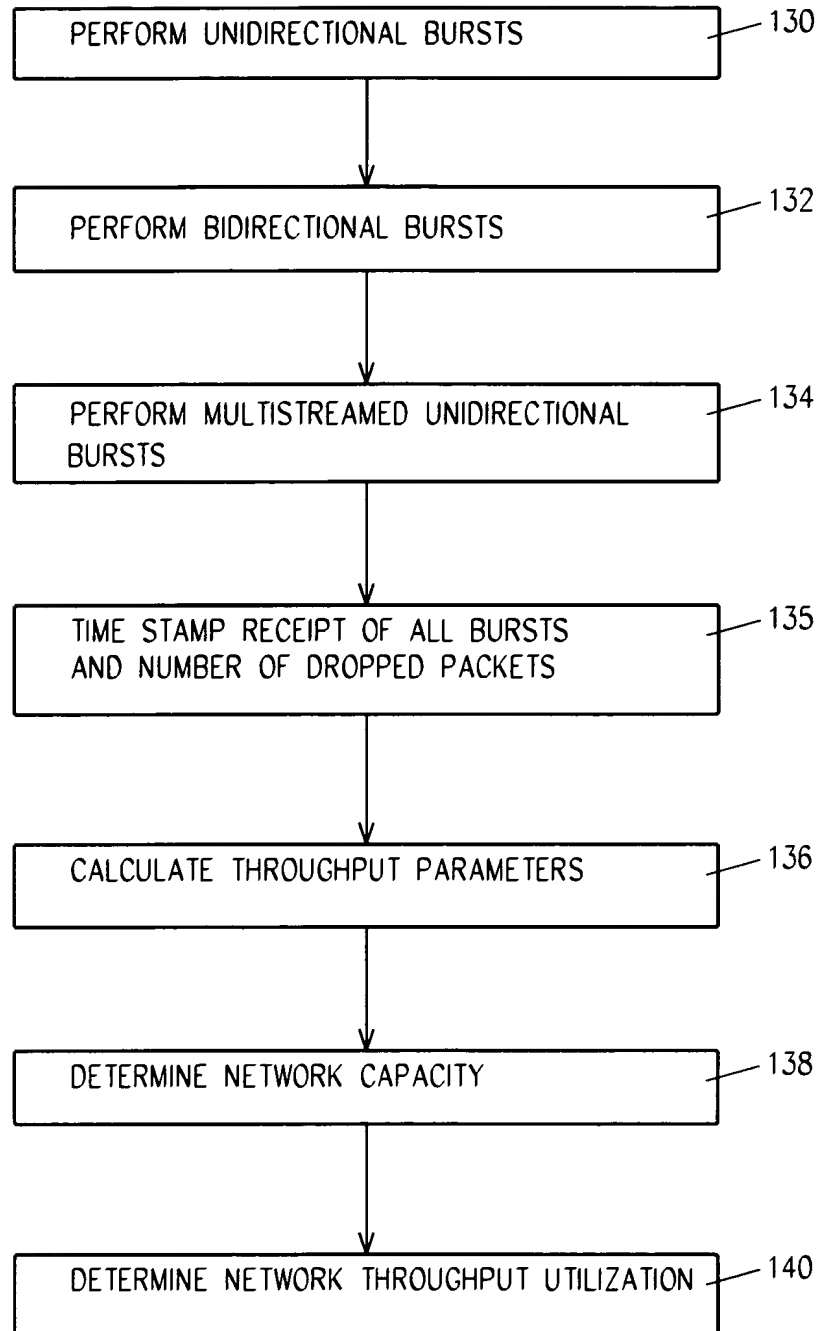 PERFORM UNIDIRECTIONAL BURSTS
130
PERFORM BIDIRECTIONAL BURSTS
132
PERFORM MULTISTREAMED UNIDIRECTIONAL
BURSTS
134
TIME STAMP RECEIPT OF ALL BURSTS
AND NUMBER OF DROPPED PACKETS
135
CALCULATE THROUGHPUT PARAMETERS
136
DETERMINE NETWORK CAPACITY
138
DETERMINE NETWORK THROUGHPUT UTILIZATION
140